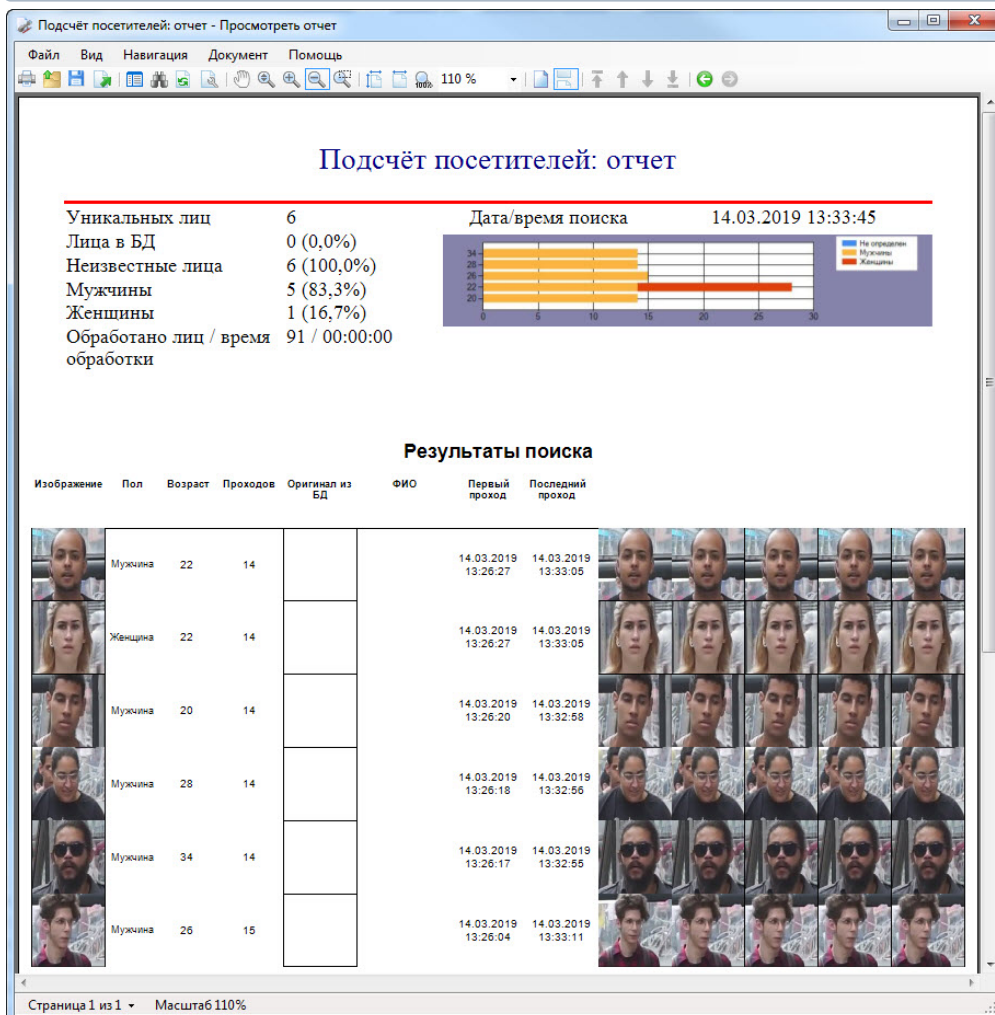 Подсчёт посетителей: отчет - Просмотреть отчет
Файл Вид Навигация Документ Помощь
100% 110 %
Подсчёт посетителей: отчет
Уникальных лиц 6 Дата/время поиска 14.03.2019 13:33:45
Лица в БД 0 (0,0%)
Неизвестные лица 6 (100,0%)
Мужчины 5 (83,3%)
Женщины 1 (16,7%)
Обработано лиц / время 91 / 00:00:00
обработки
Не определен
Мужчины
Женщины
34
28
26
22
20
0 5 10 15 20 25 30
Результаты поиска
Изображение Пол Возраст Проходов Оригинал из ФИО Первый Последний
БД проход проход
Мужчина 22 14 14.03.2019 14.03.2019
13:26:27 13:33:05
Женщина 22 14 14.03.2019 14.03.2019
13:26:27 13:33:05
Мужчина 20 14 14.03.2019 14.03.2019
13:26:20 13:32:58
Мужчина 28 14 14.03.2019 14.03.2019
13:26:18 13:32:56
Мужчина 34 14 14.03.2019 14.03.2019
13:26:17 13:32:55
Мужчина 26 15 14.03.2019 14.03.2019
13:26:04 13:33:11
Страница 1 из 1 Масштаб 110%